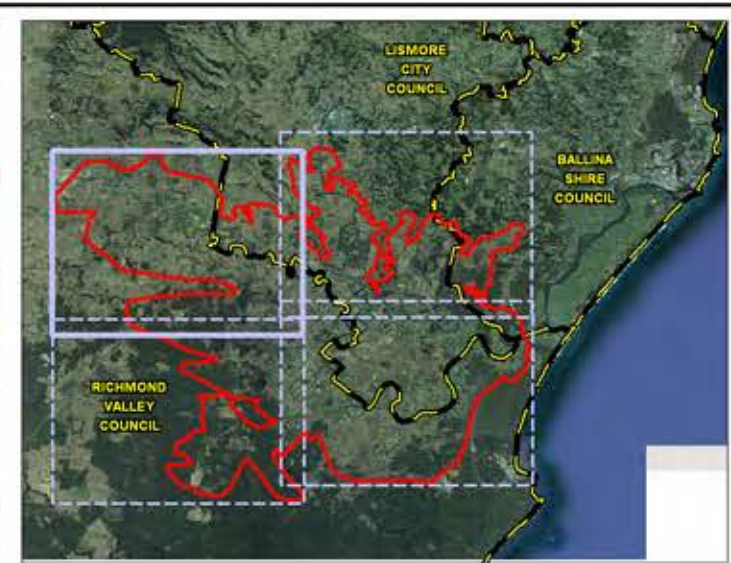 LISMORE
CITY
COUNCIL
BALLINA
SHIRE
COUNCIL
RICHMOND
VALLEY
COUNCIL